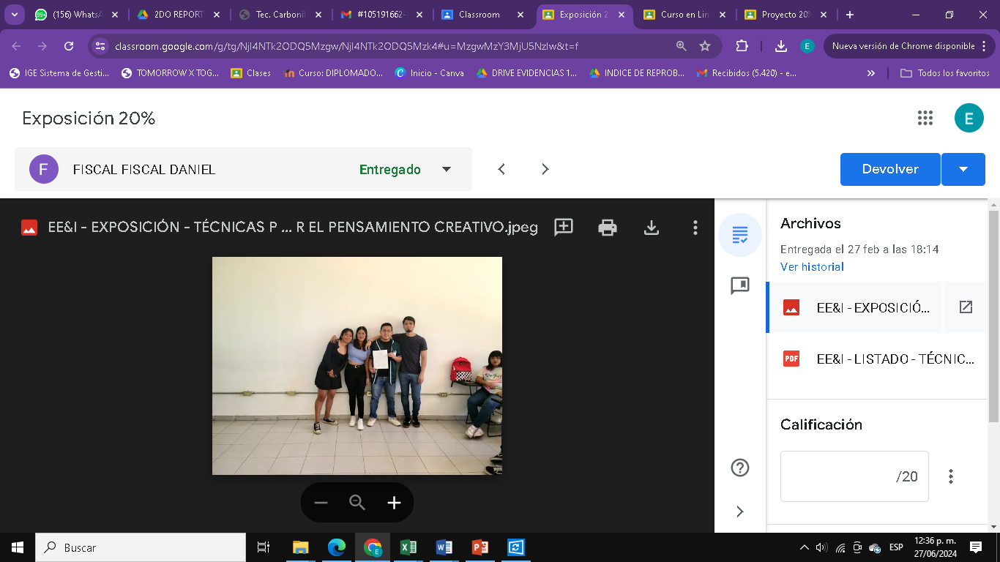 (156) WhatsA
2DO REPORT
Tec. Carbonif
#105191662-
Classroom
Exposición 2
Curso en Lin
Proyecto 20%
classroom.google.com/g/tg/NjI4NTk2ODQ5Mzgw/NjI4NTk2ODQ5Mzk4#u=MzgwMzY3MjU5NzIw&t=f
E
Nueva versión de Chrome disponible
IGE Sistema de Gesti...
TOMORROW X TOG...
Clases
Curso: DIPLOMADO...
Inicio - Canva
DRIVE EVIDENCIAS 1...
INDICE DE REPROB...
Recibidos (5.420) - e...
»
Todos los favoritos
Exposición 20%
E
F
FISCAL FISCAL DANIEL
Entregado
Devolver
EE&I - EXPOSICIÓN - TÉCNICAS P ... R EL PENSAMIENTO CREATIVO.jpeg
Archivos
Entregada el 27 feb a las 18:14
Ver historial
EE&I - EXPOSICIÓ...
PDF
EE&I - LISTADO - TÉCNIC...
Calificación
/20
Buscar
ESP
12:36 p. m.
27/06/2024